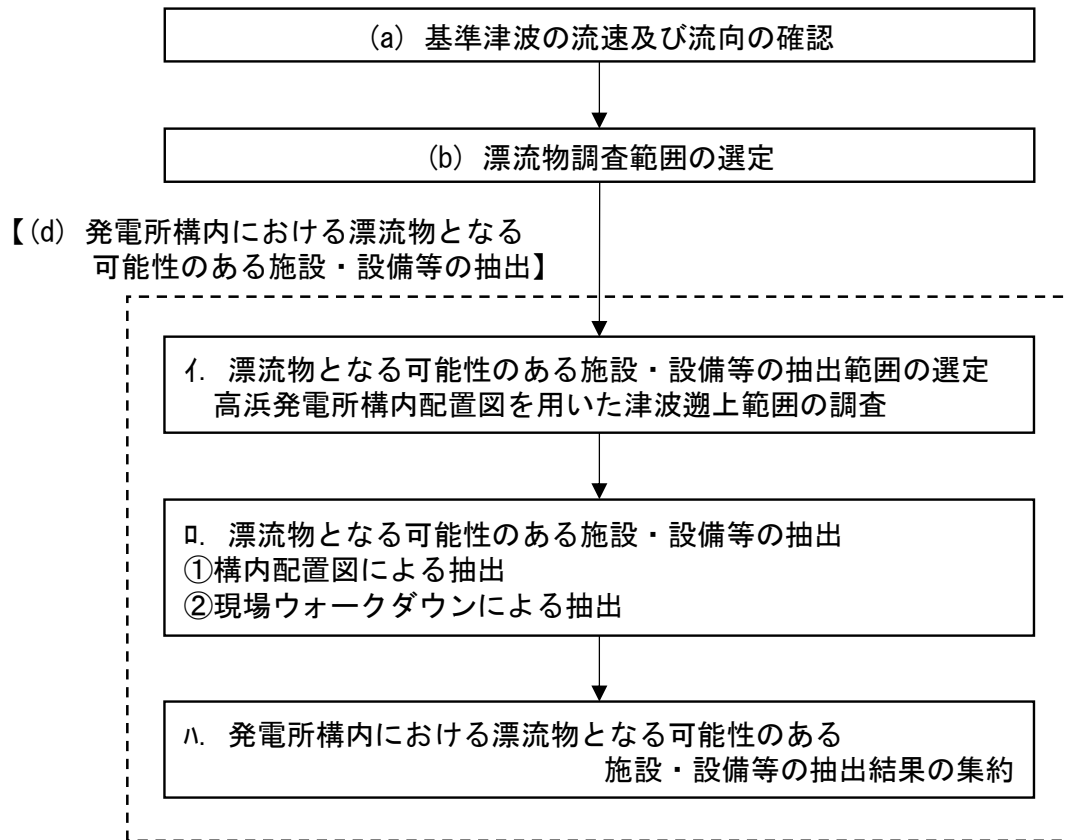 (a) 基準津波の流速及び流向の確認
(b) 漂流物調査範囲の選定
【(d) 発電所構内における漂流物となる
可能性のある施設・設備等の抽出】
ｲ. 漂流物となる可能性のある施設・設備等の抽出範囲の選定
高浜発電所構内配置図を用いた津波遡上範囲の調査
ﾛ. 漂流物となる可能性のある施設・設備等の抽出
①構内配置図による抽出
②現場ウォークダウンによる抽出
ﾊ. 発電所構内における漂流物となる可能性のある
施設・設備等の抽出結果の集約